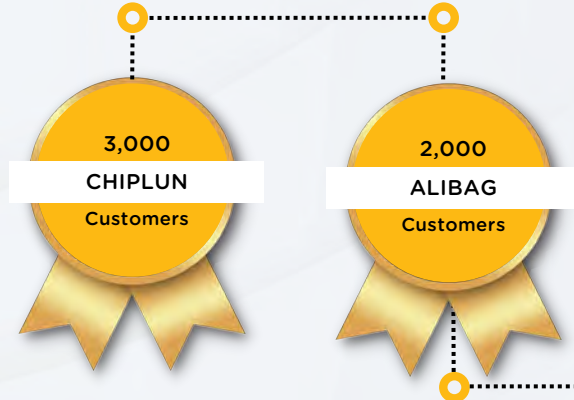 3,000
CHIPLUN
Customers
2,000
ALIBAG
Customers